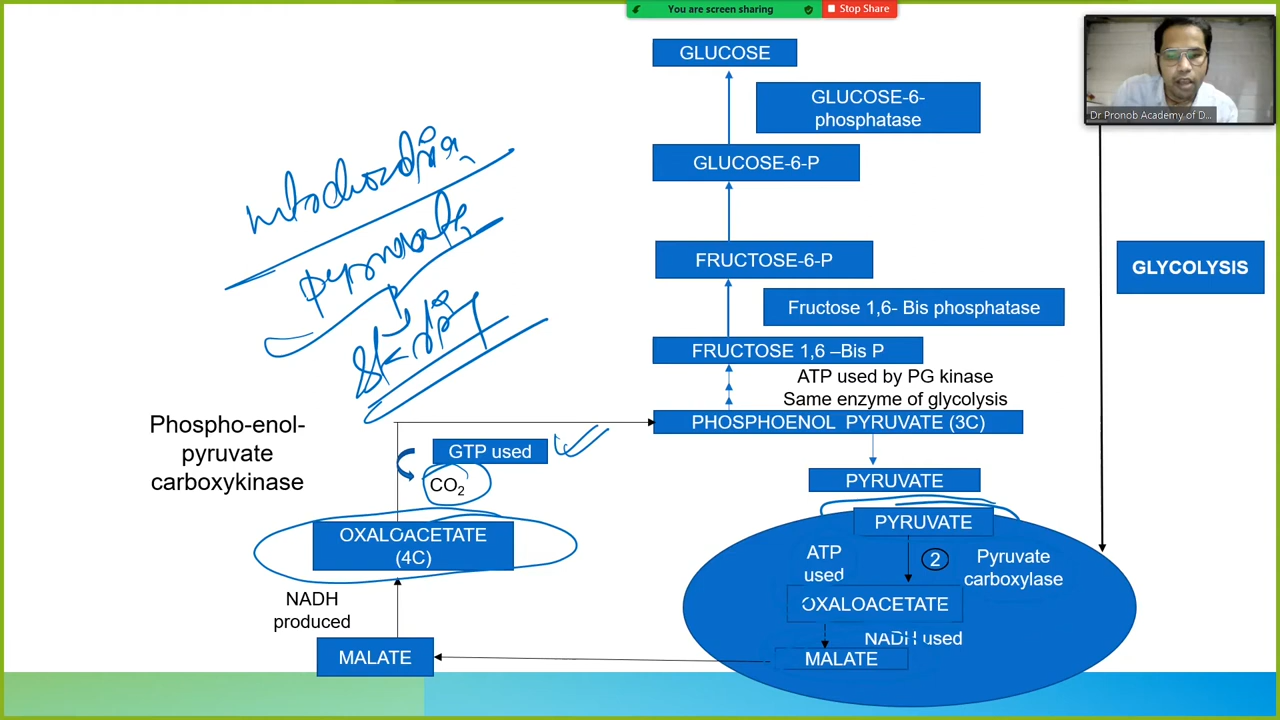 You are screen sharing
Stop Share
Dr Pronob Academy of D...
GLUCOSE
GLUCOSE-6-
phosphatase
GLUCOSE-6-P
FRUCTOSE-6-P
GLYCOLYSIS
Fructose 1,6- Bis phosphatase
FRUCTOSE 1,6 –Bis P
ATP used by PG kinase
Same enzyme of glycolysis
PHOSPHOENOL PYRUVATE (3C)
Phospho-enol-
pyruvate
carboxykinase
GTP used
CO₂
PYRUVATE
PYRUVATE
OXALOACETATE
(4C)
ATP
used
2
Pyruvate
carboxylase
OXALOACETATE
NADH
produced
NADH used
MALATE
MALATE